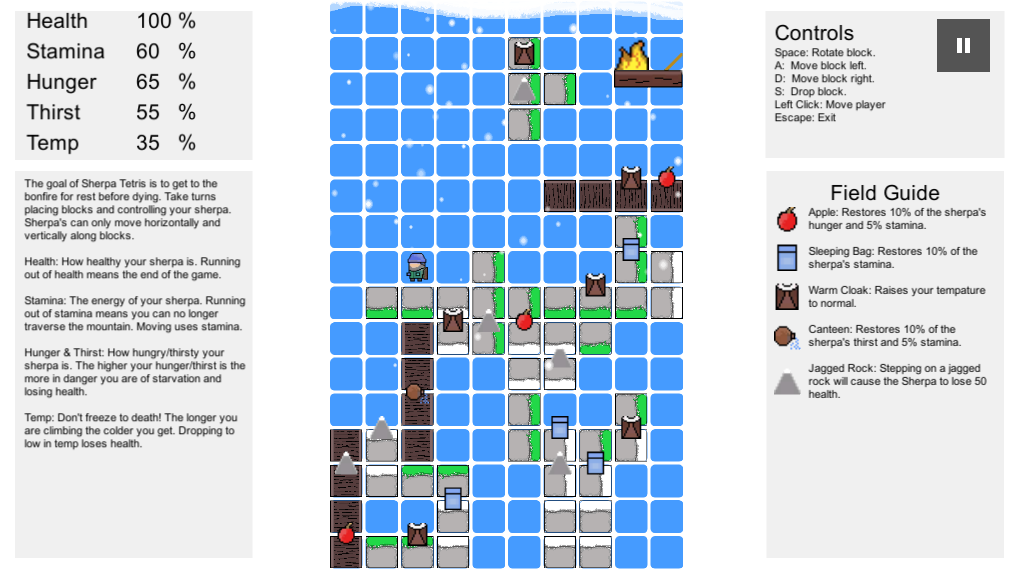 Health 100 %
Stamina 60 %
Hunger 65 %
Thirst 55 %
Temp 35 %
The goal of Sherpa Tetris is to get to the
bonfire for rest before dying. Take turns
placing blocks and controlling your sherpa.
Sherpa's can only move horizontally and
vertically along blocks.
Health: How healthy your sherpa is. Running
out of health means the end of the game.
Stamina: The energy of your sherpa. Running
out of stamina means you can no longer
traverse the mountain. Moving uses stamina.
Hunger & Thirst: How hungry/thirsty your
sherpa is. The higher your hunger/thirst is the
more in danger you are of starvation and
losing health.
Temp: Don't freeze to death! The longer you
are climbing the colder you get. Dropping to
low in temp loses health.
Controls
Space: Rotate block.
A: Move block left.
D: Move block right.
S: Drop block.
Left Click: Move player
Escape: Exit
Field Guide
Apple: Restores 10% of the sherpa's
hunger and 5% stamina.
Sleeping Bag: Restores 10% of the
sherpa's stamina.
Warm Cloak: Raises your tempature
to normal.
Canteen: Restores 10% of the
sherpa's thirst and 5% stamina.
Jagged Rock: Stepping on a jagged
rock will cause the Sherpa to lose 50
health.